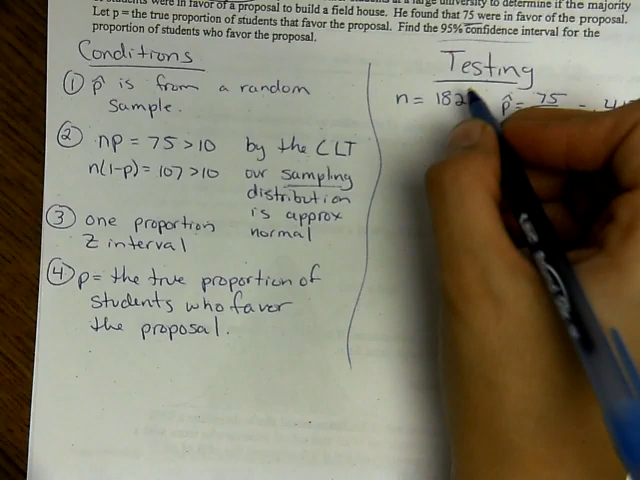 of students were in favor of a proposal to build a field house. He found that 75 were in favor of the proposal.
Let p = the true proportion of students that favor the proposal. Find the 95% confidence interval for the
proportion of students who favor the proposal.
Conditions
① p̂ is from a random
sample.
② np = 75 > 10
n(1-p) = 107 > 10
by the CLT
our sampling
distribution
is approx
normal
③ one proportion
Z interval
④ p = the true proportion of
students who favor
the proposal.
Testing
n = 182 p̂ = 75 =